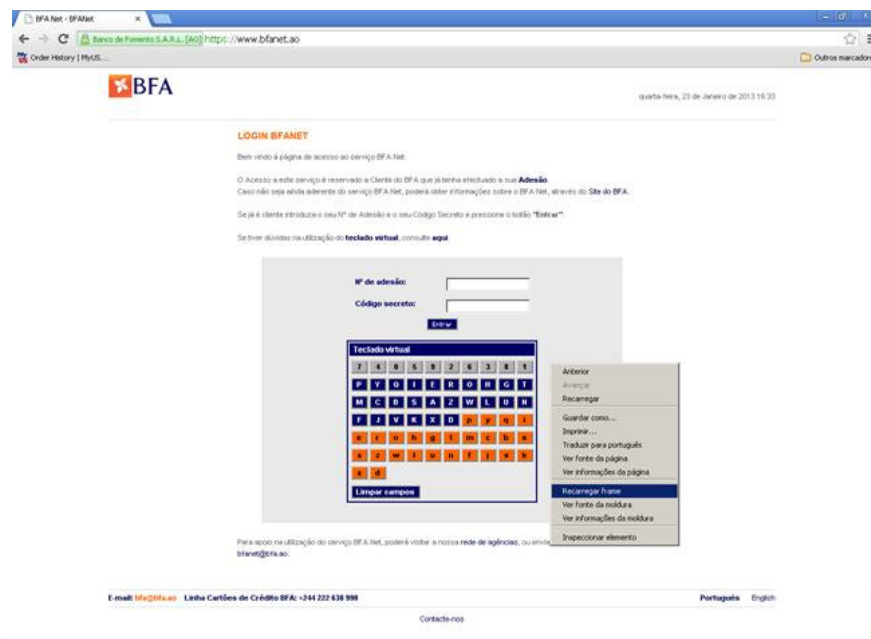 BFA Net - BFANet
Banco de Fomento S.A.R.L. [AO] https://www.bfanet.ao
Order History | MyUS...
Outros marcadores
BFA
quarta-feira, 23 de Janeiro de 2013 16:33
LOGIN BFANET
Bem vindo à página de acesso ao serviço BFA Net.
O Acesso a este serviço é reservado a Cliente do BFA que já tenha efectuado a sua Adesão.
Caso não seja ainda aderente do serviço BFA Net, poderá obter informações sobre o BFA Net, através do Site do BFA.
Se já é cliente introduza o seu Nº de Adesão e o seu Código Secreto e pressione o botão "Entrar".
Se tiver dúvidas na utilização do teclado virtual, consulte aqui.
Nº de adesão:
Código secreto:
Entrar
Teclado virtual
P Y Q I E R O H G T
M C B S A Z W L U N
F J V K X D p y q i
Limpar campos
Anterior
Avançar
Recarregar
Guardar como...
Imprimir...
Traduzir para português
Ver fonte da página
Ver informações da página
Recarregar frame
Ver fonte da moldura
Ver informações da moldura
Inspeccionar elemento
Para apoio na utilização do serviço BFA Net, poderá visitar a nossa rede de agências, ou envia
bfanet@bfa.ao.
E-mail: bfa@bfa.ao Linha Cartões de Crédito BFA: +244 222 638 998
Português English
Contacte-nos